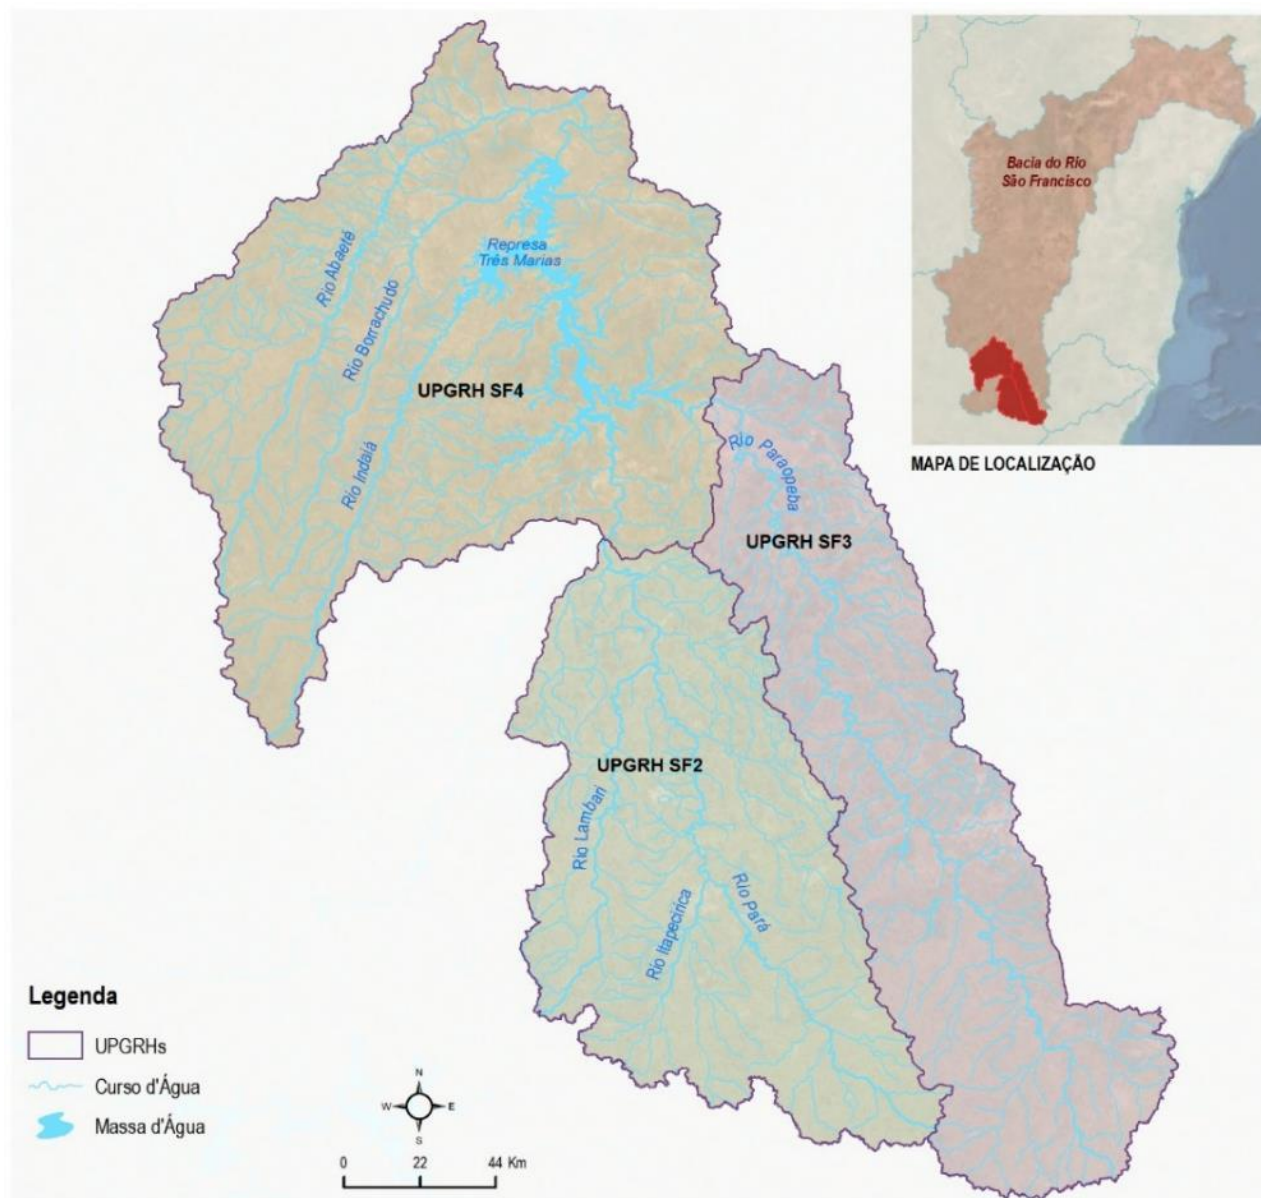 Bacia do Rio
São Francisco
MAPA DE LOCALIZAÇÃO
Rio Abaeté
Rio Borrachudo
Represa
Três Marias
UPGRH SF4
Rio Indaiá
Rio Paraopeba
UPGRH SF3
UPGRH SF2
Rio Lambari
Rio Itapecirica
Rio Pará
Legenda
UPGRHs
Curso d'Água
Massa d'Água
N
W E
S
0 22 44 Km